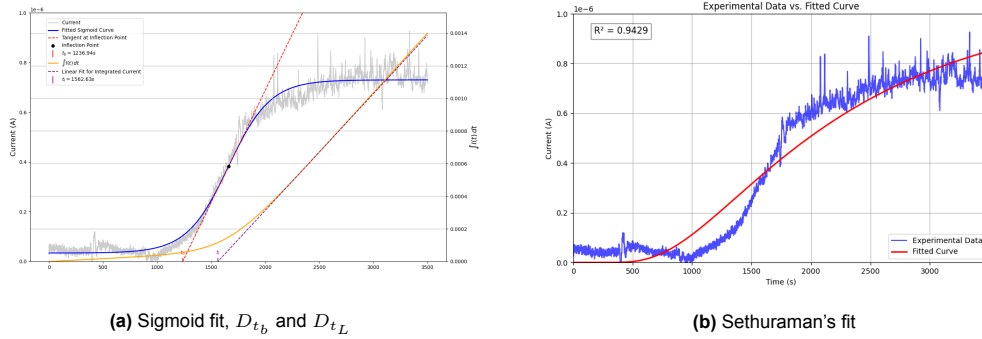 1e-6
Current
Fitted Sigmoid Curve
Tangent at Inflection Point
Inflection Point
t_b = 1236.94s
∫I(t) dt
Linear Fit for Integrated Current
t_l = 1562.63s
1.0
0.8
0.6
0.4
0.2
0.0
Current (A)
0
500
1000
1500
2000
2500
3000
3500
0.0014
0.0012
0.0010
0.0008
0.0006
0.0004
0.0002
0.0000
∫I(t) dt
(a) Sigmoid fit, D_{t_b} and D_{t_L}
1e-6
Experimental Data vs. Fitted Curve
R² = 0.9429
1.0
0.8
0.6
0.4
0.2
0.0
Current (A)
0
500
1000
1500
2000
2500
3000
Time (s)
Experimental Data
Fitted Curve
(b) Sethuraman's fit